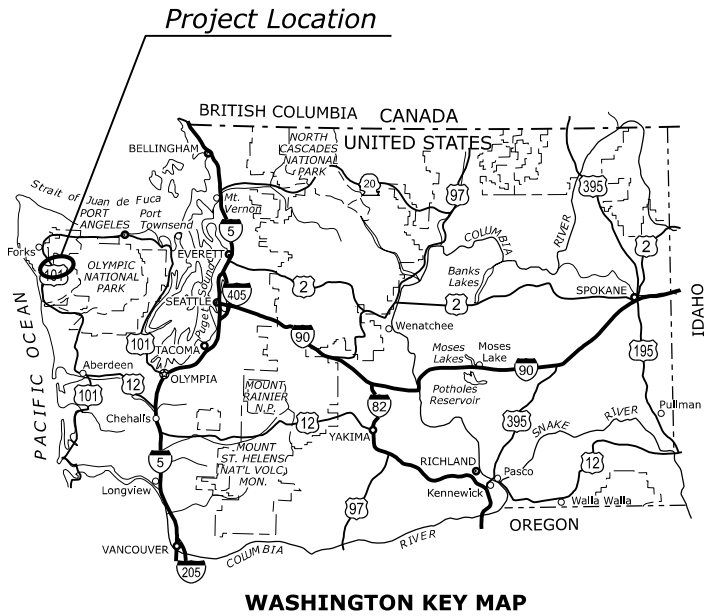 Project Location
BRITISH COLUMBIA CANADA
UNITED STATES
BELLINGHAM
NORTH
CASCADES
NATIONAL
PARK
20
97
395
Strait of Juan de Fuca
PORT
ANGELES
Port
Townsend
Mt.
Vernon
5
COLUMBIA
RIVER
2
Forks
101
OLYMPIC
NATIONAL
PARK
EVERETT
Puget Sound
SEATTLE
405
2
Banks
Lakes
2
SPOKANE
IDAHO
PACIFIC OCEAN
101
TACOMA
90
Wenatchee
Moses
Lakes
Moses
Lake
90
195
Aberdeen
101
12
OLYMPIA
MOUNT
RAINIER
N.P.
82
Potholes
Reservoir
395
Pullman
Chehalis
12
YAKIMA
SNAKE
RIVER
MOUNT
ST. HELENS
NAT'L VOLC.
MON.
5
RICHLAND
Pasco
12
Longview
97
Kennewick
Walla Walla
OREGON
VANCOUVER
205
COLUMBIA
RIVER
WASHINGTON KEY MAP